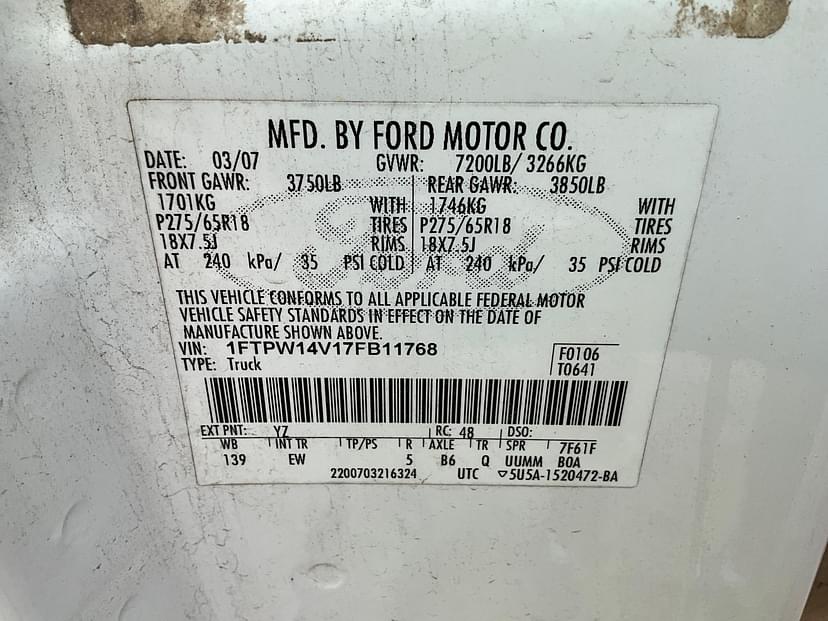 MFD. BY FORD MOTOR CO.
DATE: 03/07 GVWR: 7200LB/ 3266KG
FRONT GAWR: 3750LB REAR GAWR: 3850LB
1701KG WITH 1746KG WITH
P275/65R18 TIRES P275/65R18 TIRES
18X7.5J RIMS 18X7.5J RIMS
AT 240 kPa/ 35 PSI COLD AT 240 kPa/ 35 PSI COLD
Ford
THIS VEHICLE CONFORMS TO ALL APPLICABLE FEDERAL MOTOR
VEHICLE SAFETY STANDARDS IN EFFECT ON THE DATE OF
MANUFACTURE SHOWN ABOVE.
VIN: 1FTPW14V17FB11768 F0106
TYPE: Truck T0641
EXT PNT: YZ RC: 48 DSO:
WB INT TR TP/PS R AXLE TR SPR 7F61F
139 EW 5 B6 Q UUMM BOA
2200703216324 UTC ▽5U5A-1520472-BA